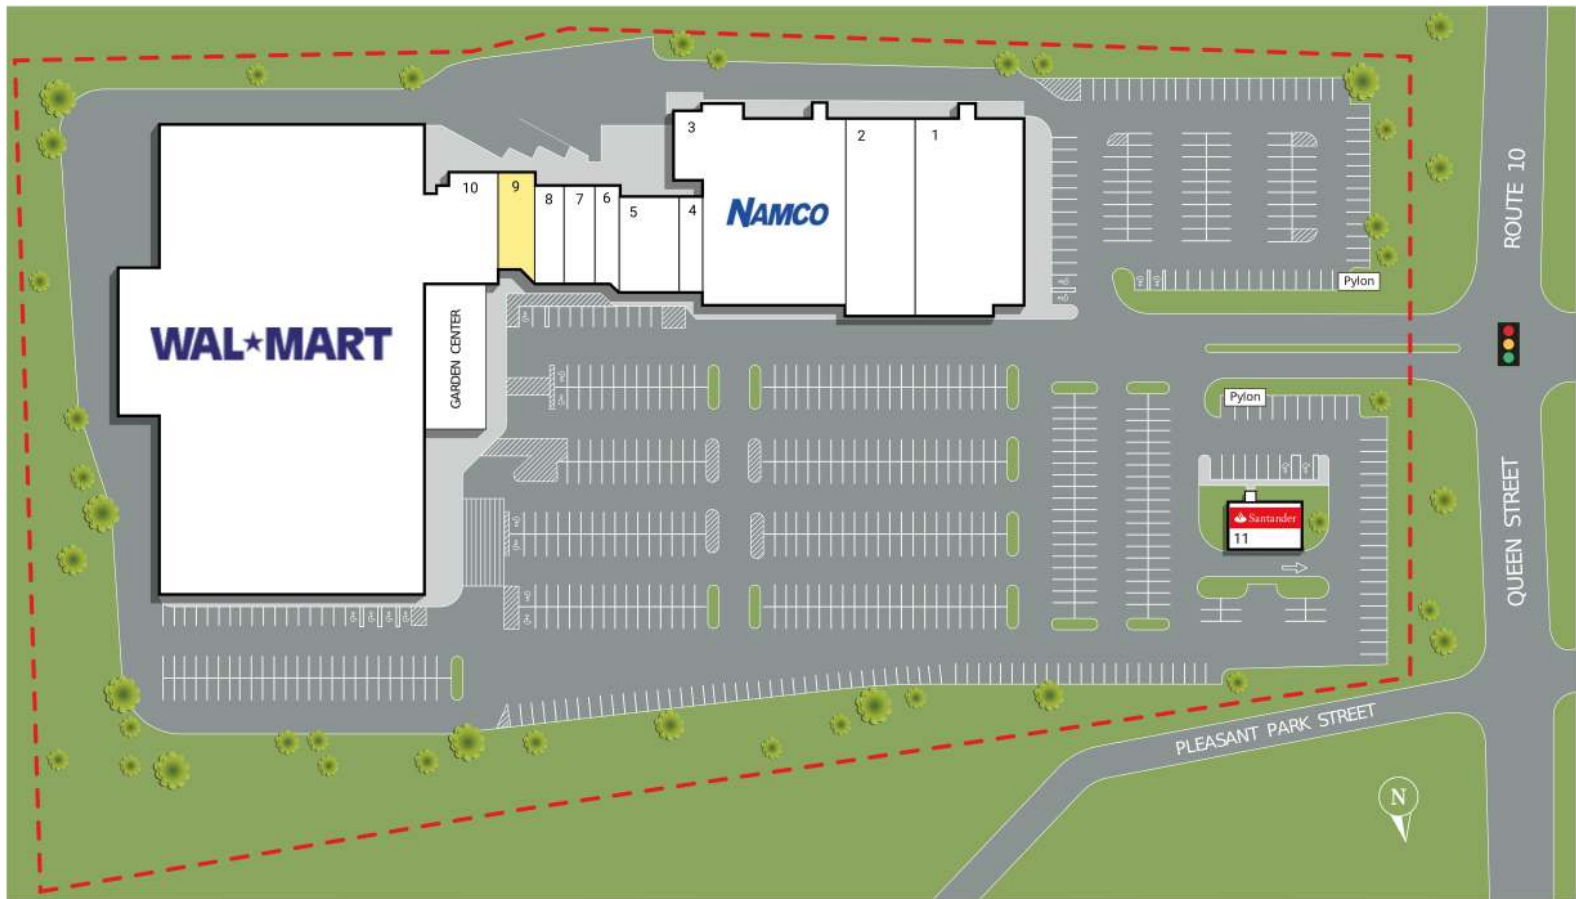 3
2
1
10
9
8
7
6
5
4
NAMCO
ROUTE 10
Pylon
WAL★MART
GARDEN CENTER
Pylon
Santander
11
QUEEN STREET
PLEASANT PARK STREET
N